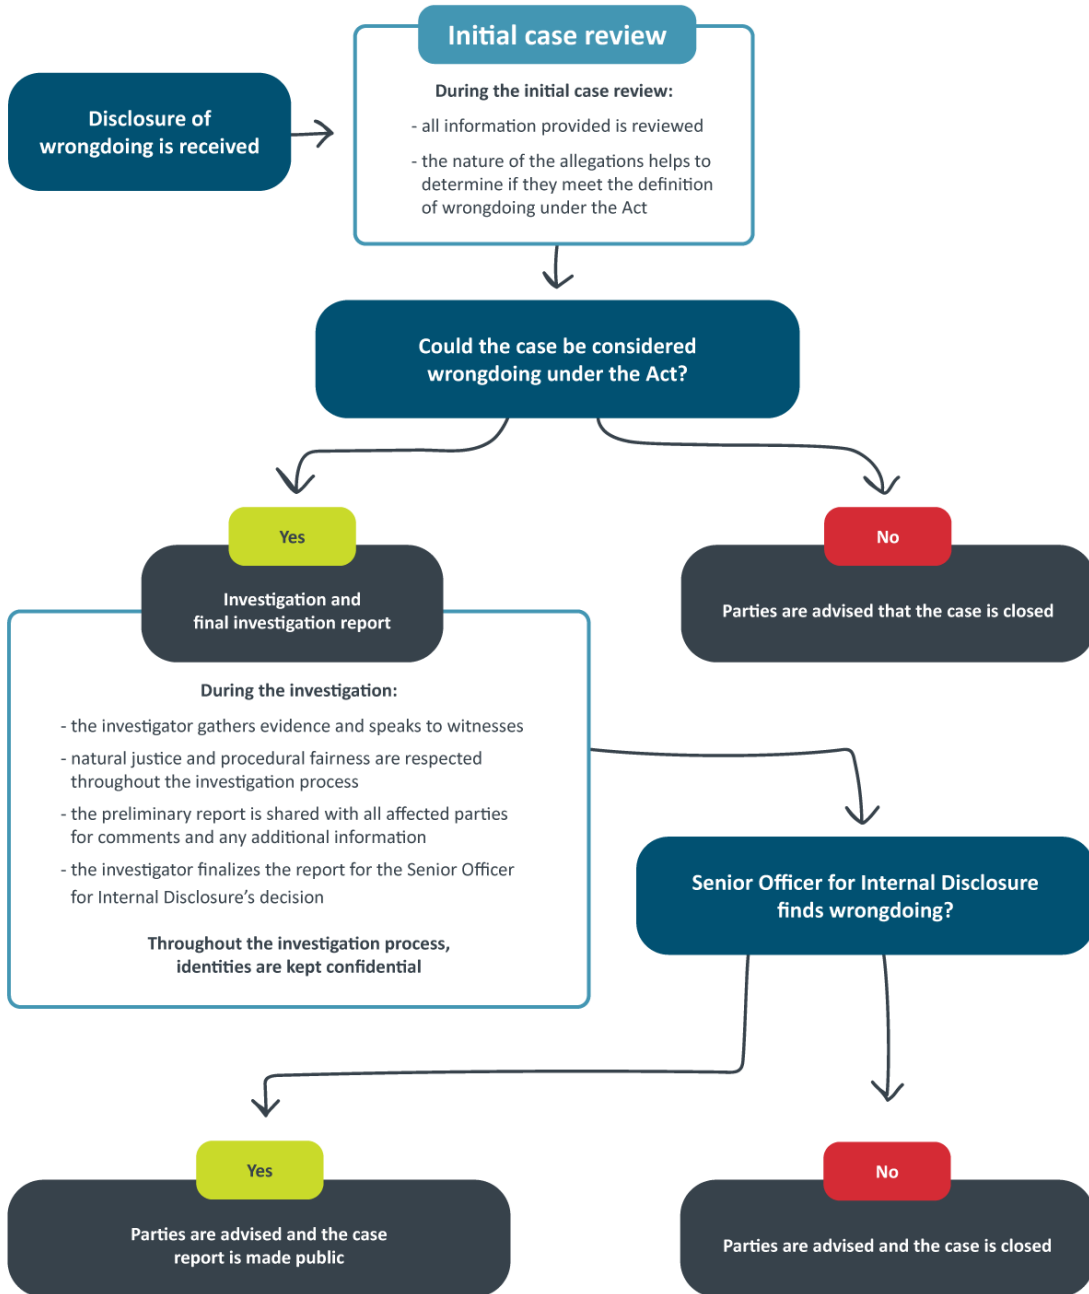 Initial case review
During the initial case review:
- all information provided is reviewed
- the nature of the allegations helps to
determine if they meet the definition
of wrongdoing under the Act
Disclosure of
wrongdoing is received
Could the case be considered
wrongdoing under the Act?
Yes
Investigation and
final investigation report
No
Parties are advised that the case is closed
During the investigation:
- the investigator gathers evidence and speaks to witnesses
- natural justice and procedural fairness are respected
throughout the investigation process
- the preliminary report is shared with all affected parties
for comments and any additional information
- the investigator finalizes the report for the Senior Officer
for Internal Disclosure’s decision
Throughout the investigation process,
identities are kept confidential
Senior Officer for Internal Disclosure
finds wrongdoing?
Yes
Parties are advised and the case
report is made public
No
Parties are advised and the case is closed